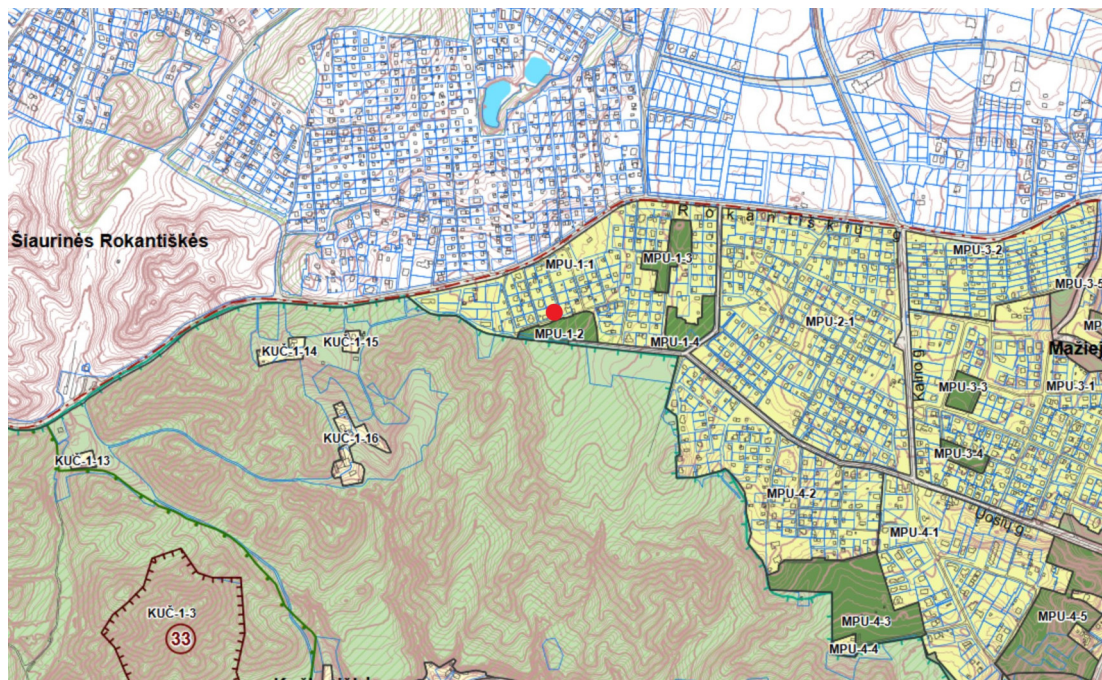 Rokantiškių g.
MPU-3-2
Šiaurinės Rokantiškės
MPU-1-1
MPU-1-3
MPU-3-5
MPU-2-1
MPU-1-2
MPU-1-4
KUČ-1-14
KUČ-1-15
Kalno g.
MPU-3-3
MPU-3-1
KUČ-1-16
MPU-3-4
KUČ-1-13
MPU-4-2
Uosių g.
MPU-4-1
KUČ-1-3
33
MPU-4-3
MPU-4-5
MPU-4-4